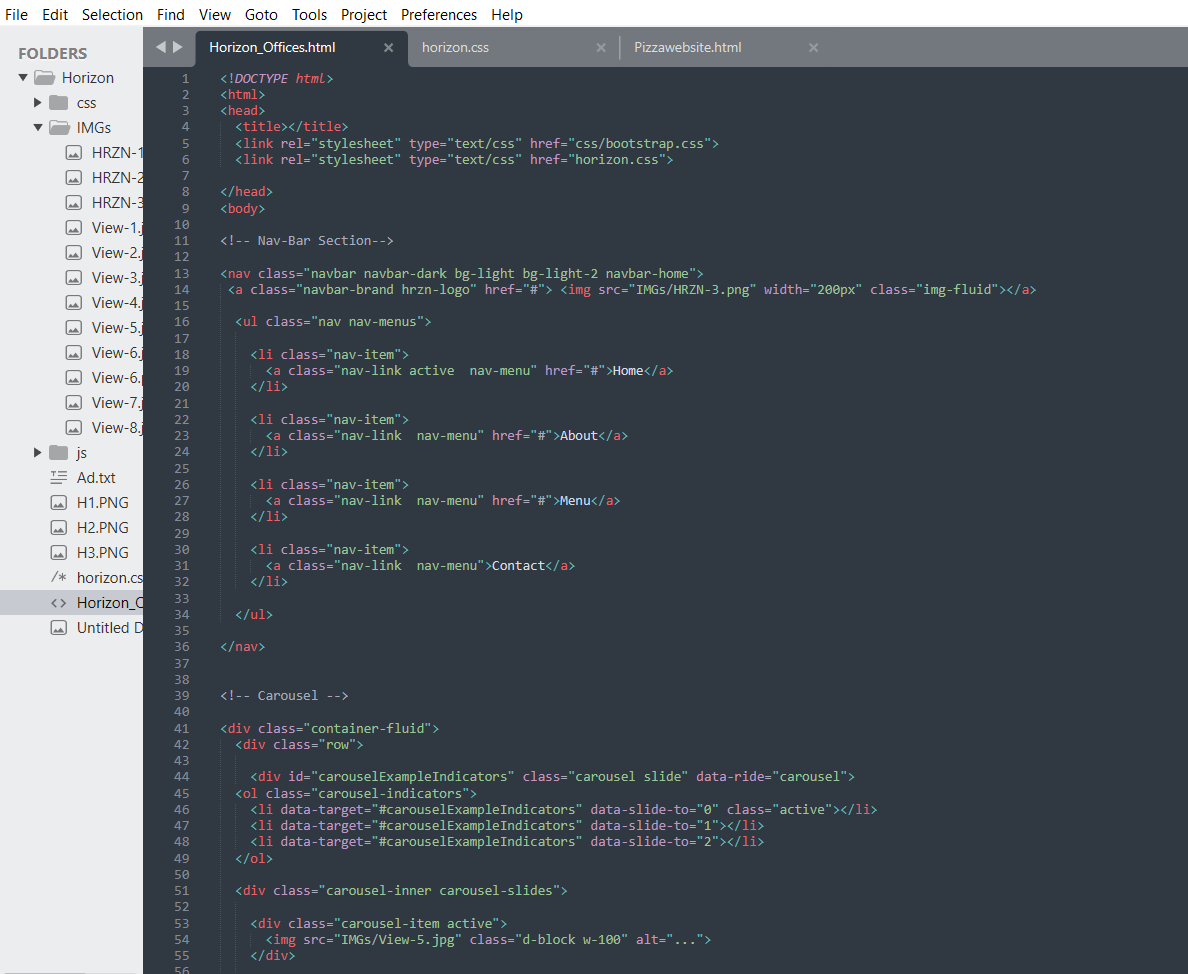 File Edit Selection Find View Goto Tools Project Preferences Help
FOLDERS
Horizon
css
IMGs
HRZN-1
HRZN-2
HRZN-3
View-1.j
View-2.j
View-3.j
View-4.j
View-5.j
View-6.j
View-6.p
View-7.j
View-8.j
js
Ad.txt
H1.PNG
H2.PNG
H3.PNG
/* horizon.cs
<> Horizon_O
Untitled D
Horizon_Offices.html × horizon.css × Pizzawebsite.html ×
1 <!DOCTYPE html>
2 <html>
3 <head>
4 <title></title>
5 <link rel="stylesheet" type="text/css" href="css/bootstrap.css">
6 <link rel="stylesheet" type="text/css" href="horizon.css">
7
8 </head>
9 <body>
10
11 <!-- Nav-Bar Section-->
12
13 <nav class="navbar navbar-dark bg-light bg-light-2 navbar-home">
14 <a class="navbar-brand hrzn-logo" href="#"> <img src="IMGs/HRZN-3.png" width="200px" class="img-fluid"></a>
15
16 <ul class="nav nav-menus">
17
18 <li class="nav-item">
19 <a class="nav-link active  nav-menu" href="#">Home</a>
20 </li>
21
22 <li class="nav-item">
23 <a class="nav-link  nav-menu" href="#">About</a>
24 </li>
25
26 <li class="nav-item">
27 <a class="nav-link  nav-menu" href="#">Menu</a>
28 </li>
29
30 <li class="nav-item">
31 <a class="nav-link  nav-menu">Contact</a>
32 </li>
33
34 </ul>
35
36 </nav>
37
38
39 <!-- Carousel -->
40
41 <div class="container-fluid">
42 <div class="row">
43
44 <div id="carouselExampleIndicators" class="carousel slide" data-ride="carousel">
45 <ol class="carousel-indicators">
46 <li data-target="#carouselExampleIndicators" data-slide-to="0" class="active"></li>
47 <li data-target="#carouselExampleIndicators" data-slide-to="1"></li>
48 <li data-target="#carouselExampleIndicators" data-slide-to="2"></li>
49 </ol>
50
51 <div class="carousel-inner carousel-slides">
52
53 <div class="carousel-item active">
54 <img src="IMGs/View-5.jpg" class="d-block w-100" alt="...">
55 </div>
56